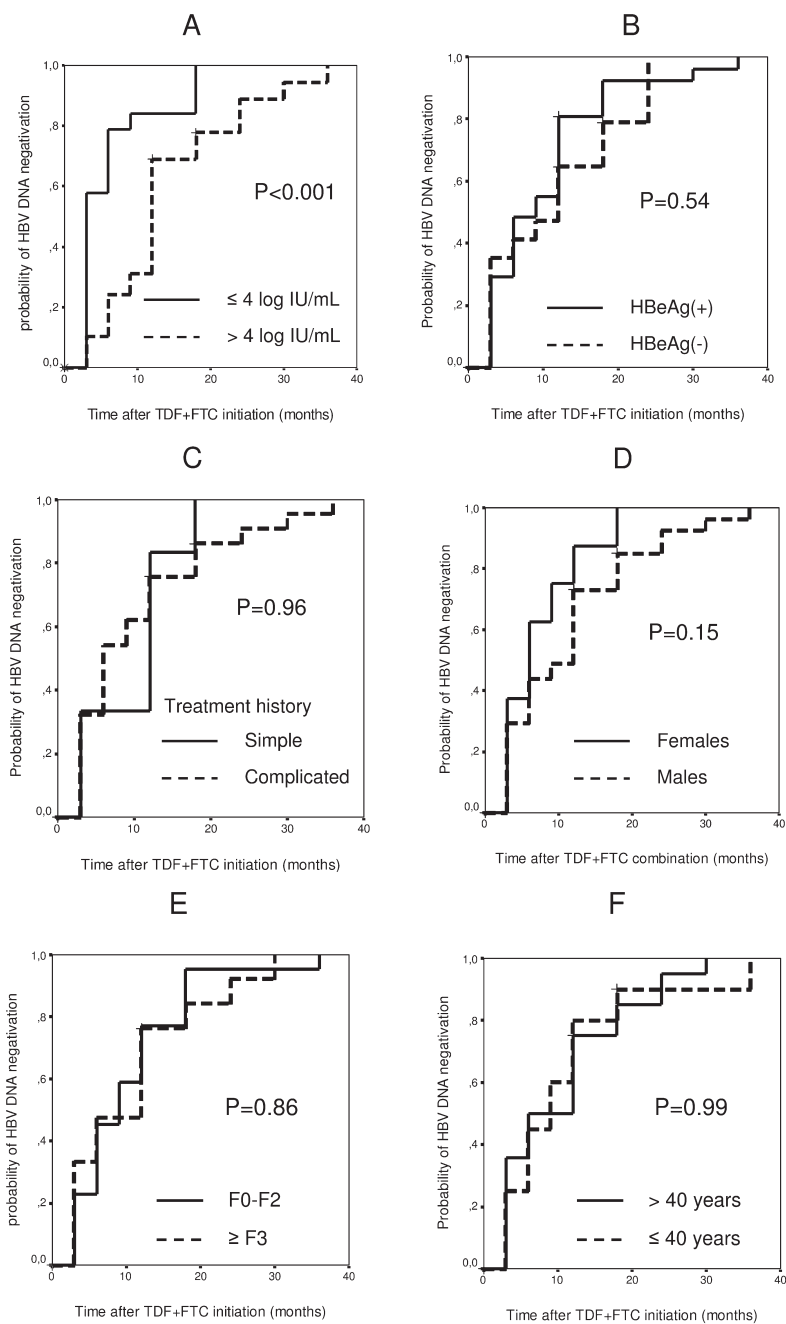 A
probability of HBV DNA negativation
1,0
,8
,6
,4
,2
0,0
P<0.001
≤ 4 log IU/mL
> 4 log IU/mL
0 10 20 30 40
Time after TDF+FTC initiation (months)
B
Probability of HBV DNA negativation
1,0
,8
,6
,4
,2
0,0
P=0.54
HBeAg(+)
HBeAg(-)
0 10 20 30 40
Time after TDF+FTC initiation (months)
C
Probability of HBV DNA negativation
1,0
,8
,6
,4
,2
0,0
P=0.96
Treatment history
Simple
Complicated
0 10 20 30 40
Time after TDF+FTC initiation (months)
D
Probability of HBV DNA negativation
1,0
,8
,6
,4
,2
0,0
P=0.15
Females
Males
0 10 20 30 40
Time after TDF+FTC combination (months)
E
probability of HBV DNA negativation
1,0
,8
,6
,4
,2
0,0
P=0.86
F0-F2
≥ F3
0 10 20 30 40
Time after TDF+FTC initiation (months)
F
Probability of HBV DNA negativation
1,0
,8
,6
,4
,2
0,0
P=0.99
> 40 years
≤ 40 years
0 10 20 30 40
Time after TDF+FTC initiation (months)